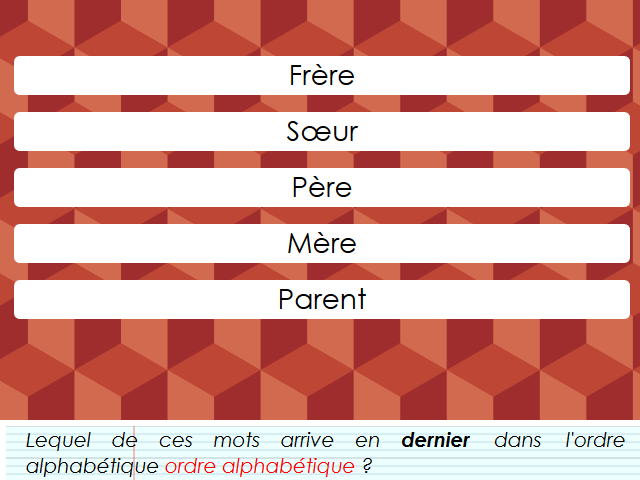 Frère
Sœur
Père
Mère
Parent
Lequel de ces mots arrive en dernier dans l'ordre
alphabétique ordre alphabétique ?